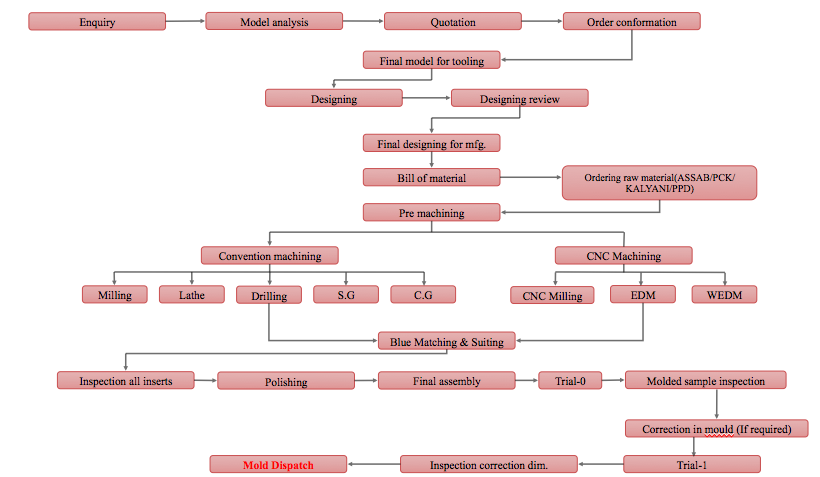 Enquiry
Model analysis
Quotation
Order conformation
Final model for tooling
Designing
Designing review
Final designing for mfg.
Bill of material
Ordering raw material(ASSAB/PCK/
KALYANI/PPD)
Pre machining
Convention machining
CNC Machining
Milling
Lathe
Drilling
S.G
C.G
CNC Milling
EDM
WEDM
Blue Matching & Suiting
Inspection all inserts
Polishing
Final assembly
Trial-0
Molded sample inspection
Correction in mould (If required)
Mold Dispatch
Inspection correction dim.
Trial-1